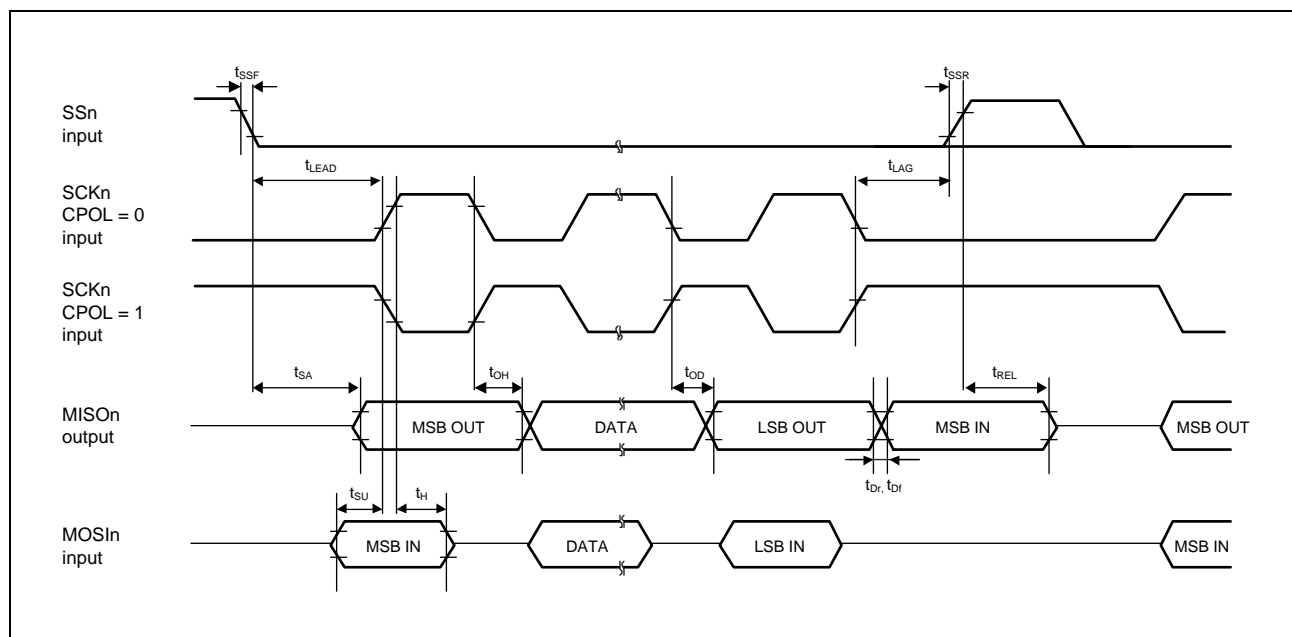 tSSF
tSSR
SSn
input
tLEAD
tLAG
SCKn
CPOL = 0
input
SCKn
CPOL = 1
input
tSA
tOH
tOD
tREL
MISOn
output
MSB OUT
DATA
LSB OUT
MSB IN
MSB OUT
tDr, tDf
tSU
tH
MOSIn
input
MSB IN
DATA
LSB IN
MSB IN